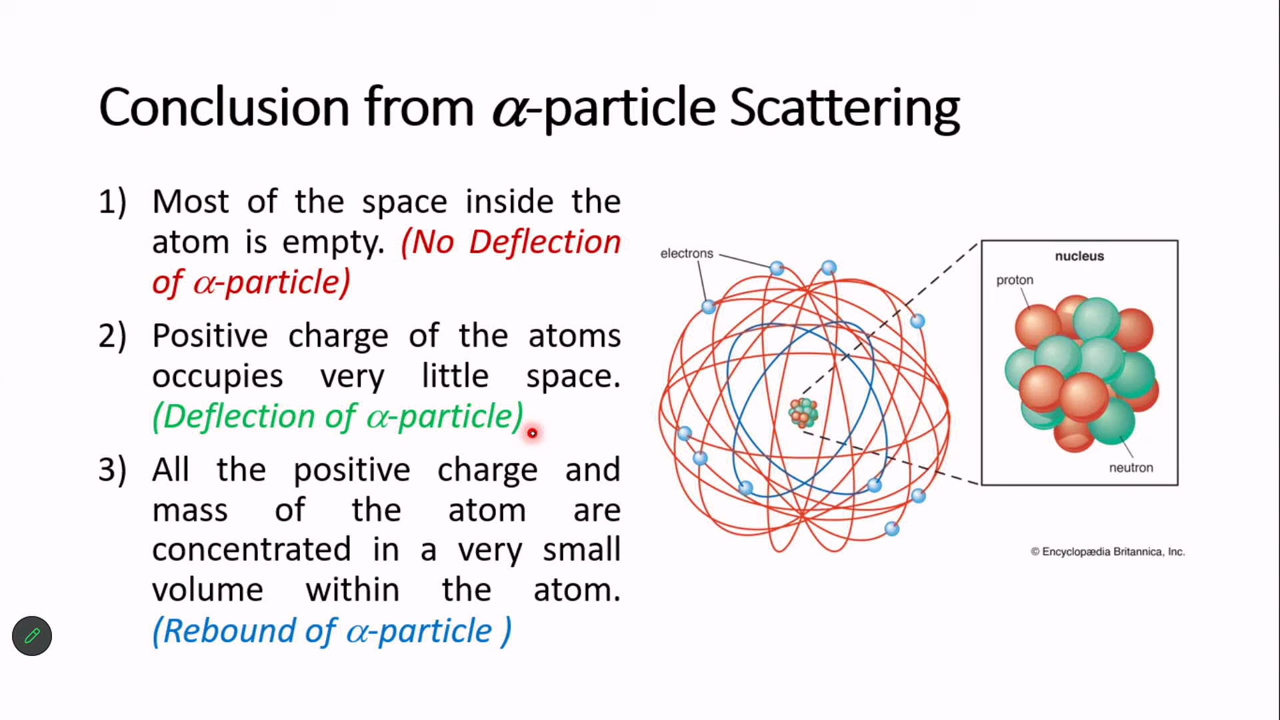 Conclusion from α-particle Scattering
1) Most of the space inside the
atom is empty. (No Deflection
of α-particle)
2) Positive charge of the atoms
occupies very little space.
(Deflection of α-particle)
3) All the positive charge and
mass of the atom are
concentrated in a very small
volume within the atom.
(Rebound of α-particle )
electrons
nucleus
proton
neutron
© Encyclopædia Britannica, Inc.